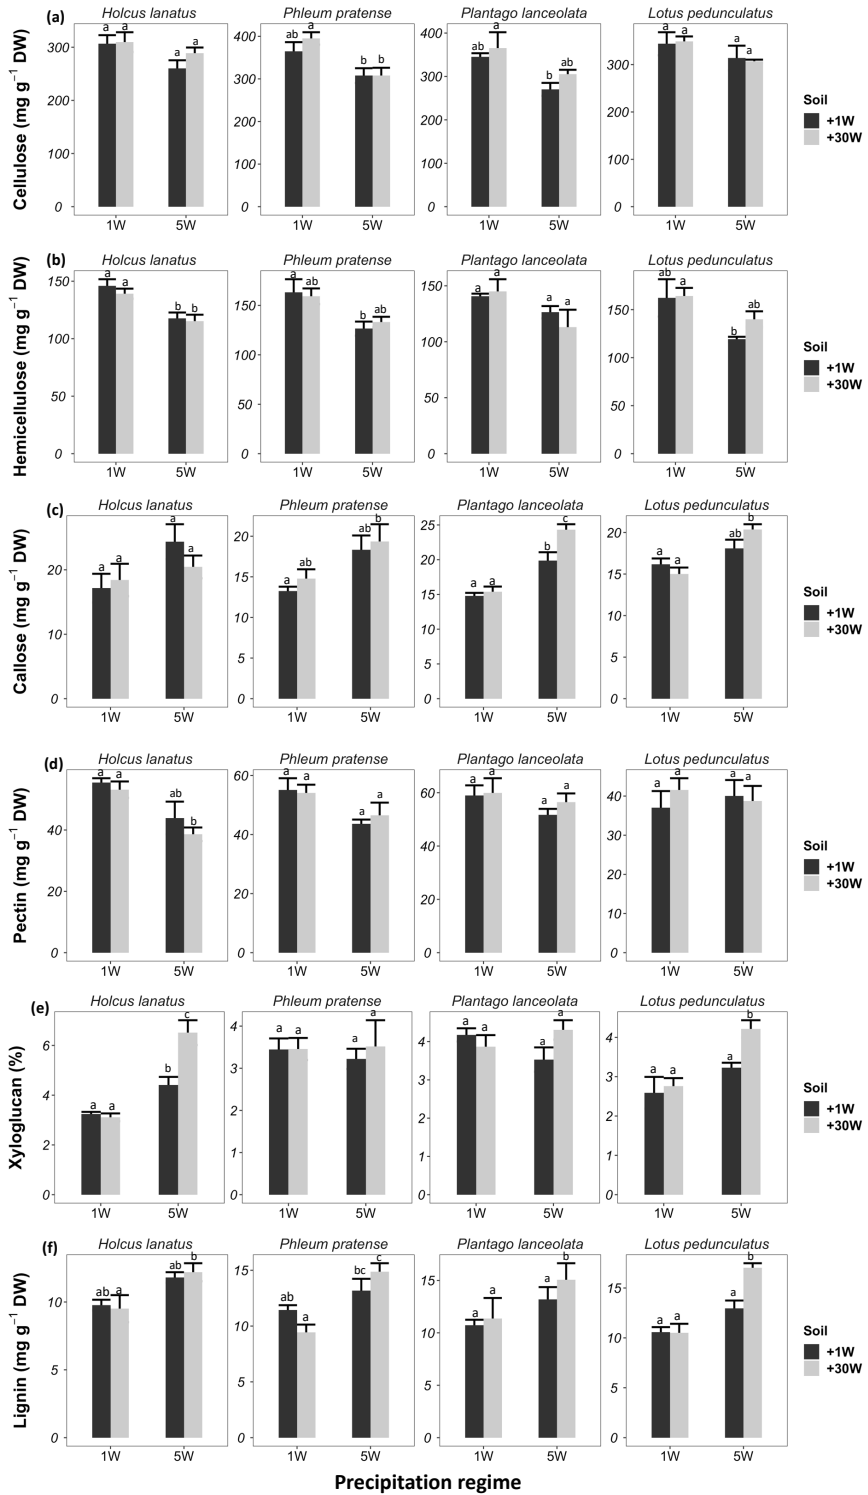 (a)
Cellulose (mg g⁻¹ DW)
Holcus lanatus
Phleum pratense
Plantago lanceolata
Lotus pedunculatus
300
200
100
0
a a a a
1W 5W
400
300
200
100
0
ab a b b
1W 5W
400
300
200
100
0
ab a b ab
1W 5W
300
200
100
0
a a a a
1W 5W
Soil
+1W
+30W
(b)
Hemicellulose (mg g⁻¹ DW)
Holcus lanatus
Phleum pratense
Plantago lanceolata
Lotus pedunculatus
150
100
50
0
a a b b
1W 5W
150
100
50
0
a ab b ab
1W 5W
150
100
50
0
a a a a
1W 5W
150
100
50
0
ab a b ab
1W 5W
Soil
+1W
+30W
(c)
Callose (mg g⁻¹ DW)
Holcus lanatus
Phleum pratense
Plantago lanceolata
Lotus pedunculatus
20
10
0
a a a a
1W 5W
20
15
10
5
0
a ab ab b
1W 5W
25
20
15
10
5
0
a a b c
1W 5W
20
15
10
5
0
a a ab b
1W 5W
Soil
+1W
+30W
(d)
Pectin (mg g⁻¹ DW)
Holcus lanatus
Phleum pratense
Plantago lanceolata
Lotus pedunculatus
40
20
0
a a ab b
1W 5W
60
40
20
0
a a a a
1W 5W
60
40
20
0
a a a a
1W 5W
40
30
20
10
0
a a a a
1W 5W
Soil
+1W
+30W
(e)
Xyloglucan (%)
Holcus lanatus
Phleum pratense
Plantago lanceolata
Lotus pedunculatus
6
4
2
0
a a b c
1W 5W
4
3
2
1
0
a a a a
1W 5W
4
3
2
1
0
a a a a
1W 5W
4
3
2
1
0
a a a b
1W 5W
Soil
+1W
+30W
(f)
Lignin (mg g⁻¹ DW)
Holcus lanatus
Phleum pratense
Plantago lanceolata
Lotus pedunculatus
10
5
0
ab a ab b
1W 5W
15
10
5
0
ab a bc c
1W 5W
15
10
5
0
a a a b
1W 5W
15
10
5
0
a a a b
1W 5W
Soil
+1W
+30W
Precipitation regime